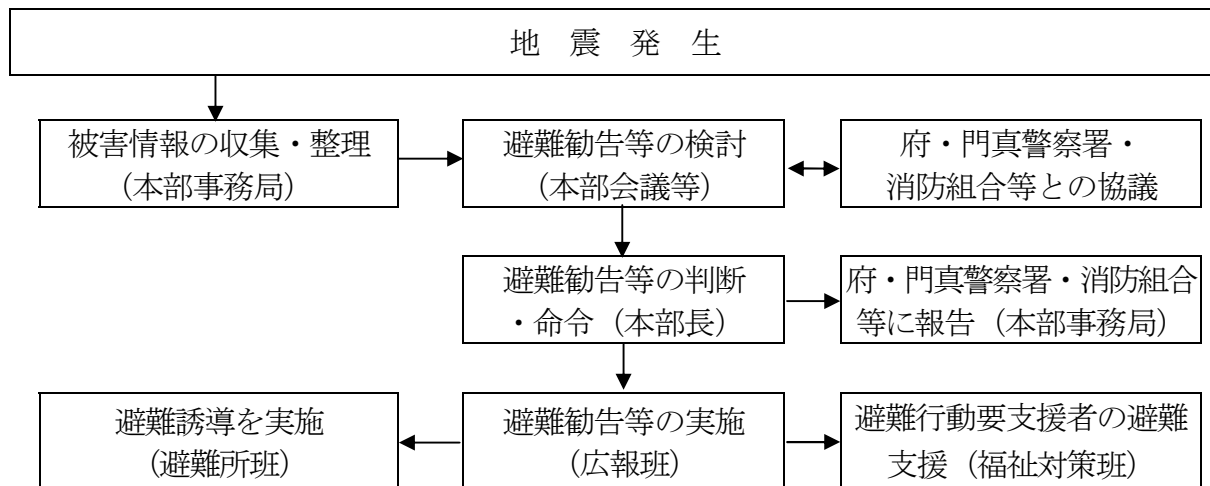 地　震　発　生
被害情報の収集・整理
（本部事務局）
避難勧告等の検討
（本部会議等）
府・門真警察署・
消防組合等との協議
避難勧告等の判断
・命令（本部長）
府・門真警察署・消防組合
等に報告（本部事務局）
避難誘導を実施
（避難所班）
避難勧告等の実施
（広報班）
避難行動要支援者の避難
支援（福祉対策班）